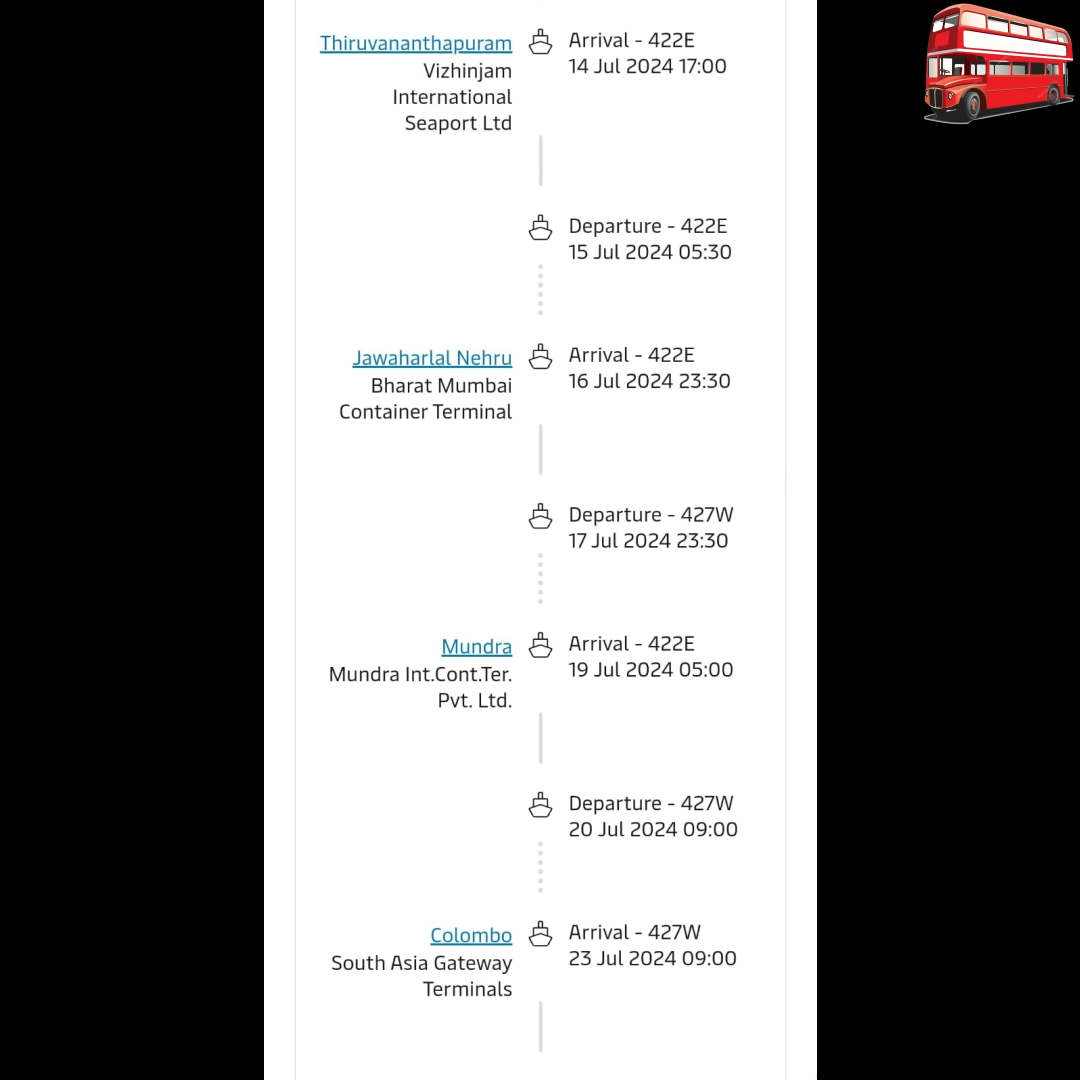 Thiruvananthapuram
Vizhinjam
International
Seaport Ltd
Arrival - 422E
14 Jul 2024 17:00
Departure - 422E
15 Jul 2024 05:30
Jawaharlal Nehru
Bharat Mumbai
Container Terminal
Arrival - 422E
16 Jul 2024 23:30
Departure - 427W
17 Jul 2024 23:30
Mundra
Mundra Int.Cont.Ter.
Pvt. Ltd.
Arrival - 422E
19 Jul 2024 05:00
Departure - 427W
20 Jul 2024 09:00
Colombo
South Asia Gateway
Terminals
Arrival - 427W
23 Jul 2024 09:00